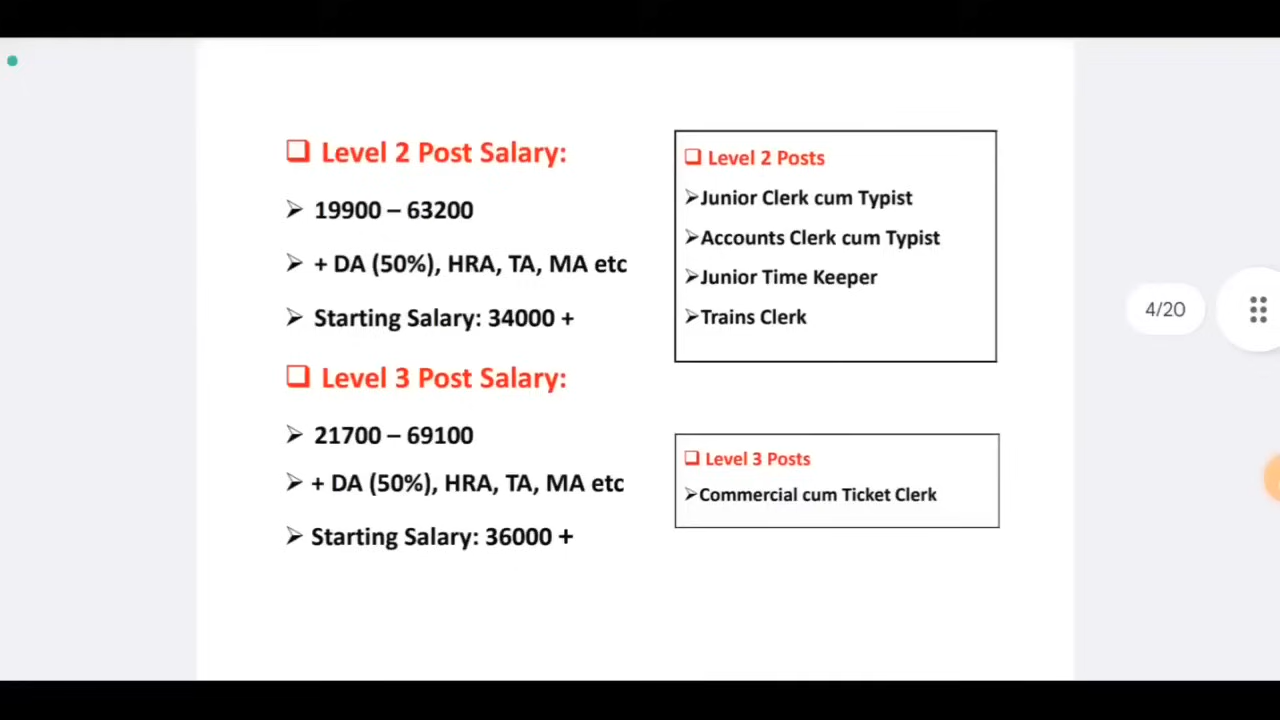 ❑ Level 2 Post Salary:
➢ 19900 – 63200
➢ + DA (50%), HRA, TA, MA etc
➢ Starting Salary: 34000 +
❑ Level 3 Post Salary:
➢ 21700 – 69100
➢ + DA (50%), HRA, TA, MA etc
➢ Starting Salary: 36000 +
❑ Level 2 Posts
➢Junior Clerk cum Typist
➢Accounts Clerk cum Typist
➢Junior Time Keeper
➢Trains Clerk
❑ Level 3 Posts
➢Commercial cum Ticket Clerk
4/20